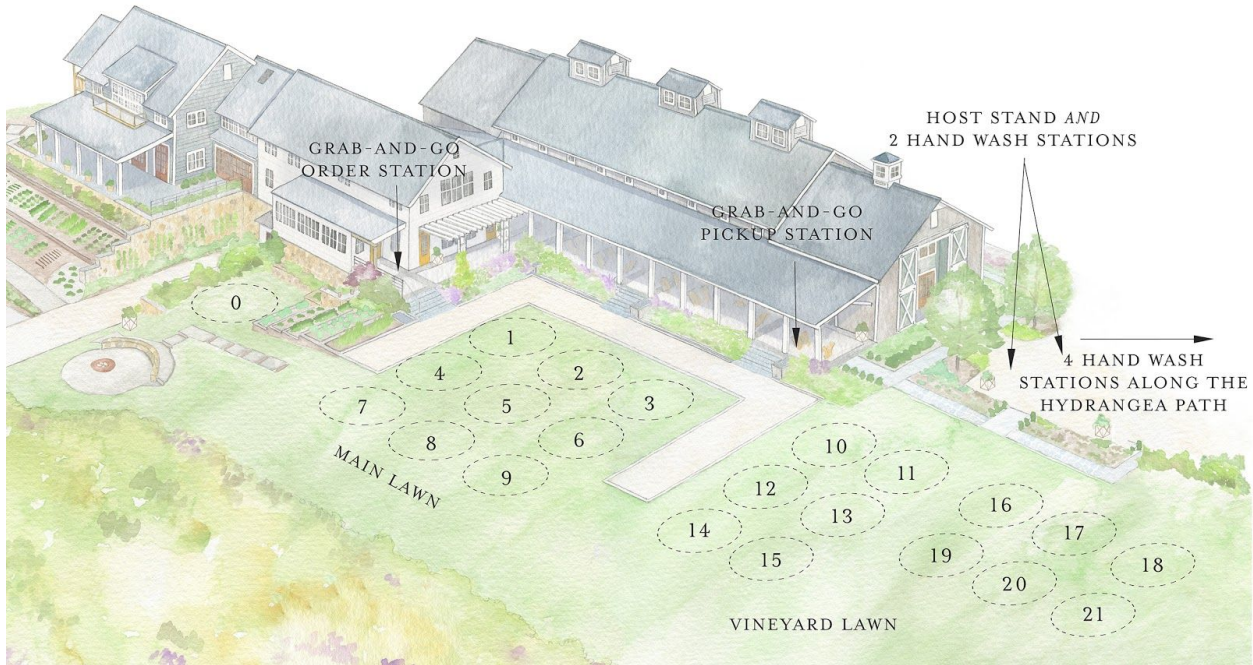 HOST STAND AND
2 HAND WASH STATIONS
GRAB-AND-GO
ORDER STATION
GRAB-AND-GO
PICKUP STATION
0
1
4
2
7
5
3
8
6
9
MAIN LAWN
4 HAND WASH
STATIONS ALONG THE
HYDRANGEA PATH
10
11
12
13
14
15
16
17
18
19
20
21
VINEYARD LAWN